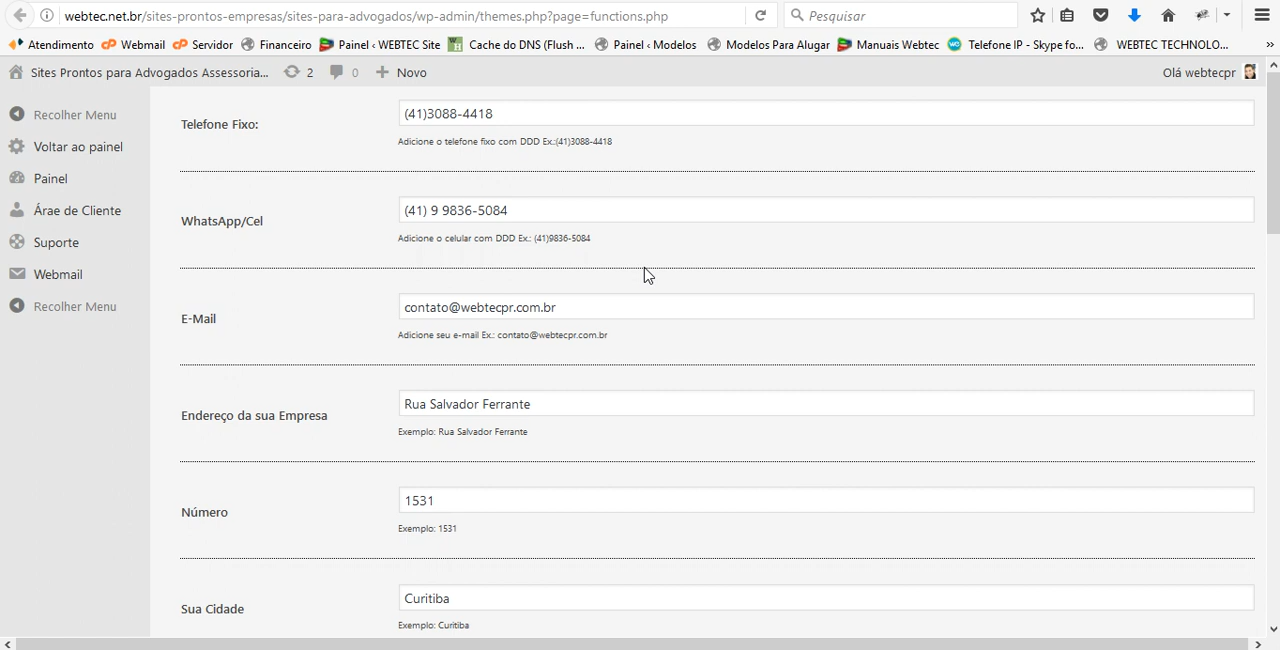 webtec.net.br/sites-prontos-empresas/sites-para-advogados/wp-admin/themes.php?page=functions.php
Pesquisar
Atendimento
Webmail
Servidor
Financeiro
Painel ‹ WEBTEC Site
Cache do DNS (Flush ...
Painel ‹ Modelos
Modelos Para Alugar
Manuais Webtec
Telefone IP - Skype fo...
WEBTEC TECHNOLO...
»
Sites Prontos para Advogados Assessoria...
2
0
Novo
Olá webtecpr
Recolher Menu
Voltar ao painel
Painel
Árae de Cliente
Suporte
Webmail
Recolher Menu
Telefone Fixo:
(41)3088-4418
Adicione o telefone fixo com DDD Ex.:(41)3088-4418
WhatsApp/Cel
(41) 9 9836-5084
Adicione o celular com DDD Ex.: (41)9836-5084
E-Mail
contato@webtecpr.com.br
Adicione seu e-mail Ex.: contato@webtecpr.com.br
Endereço da sua Empresa
Rua Salvador Ferrante
Exemplo: Rua Salvador Ferrante
Número
1531
Exemplo: 1531
Sua Cidade
Curitiba
Exemplo: Curitiba